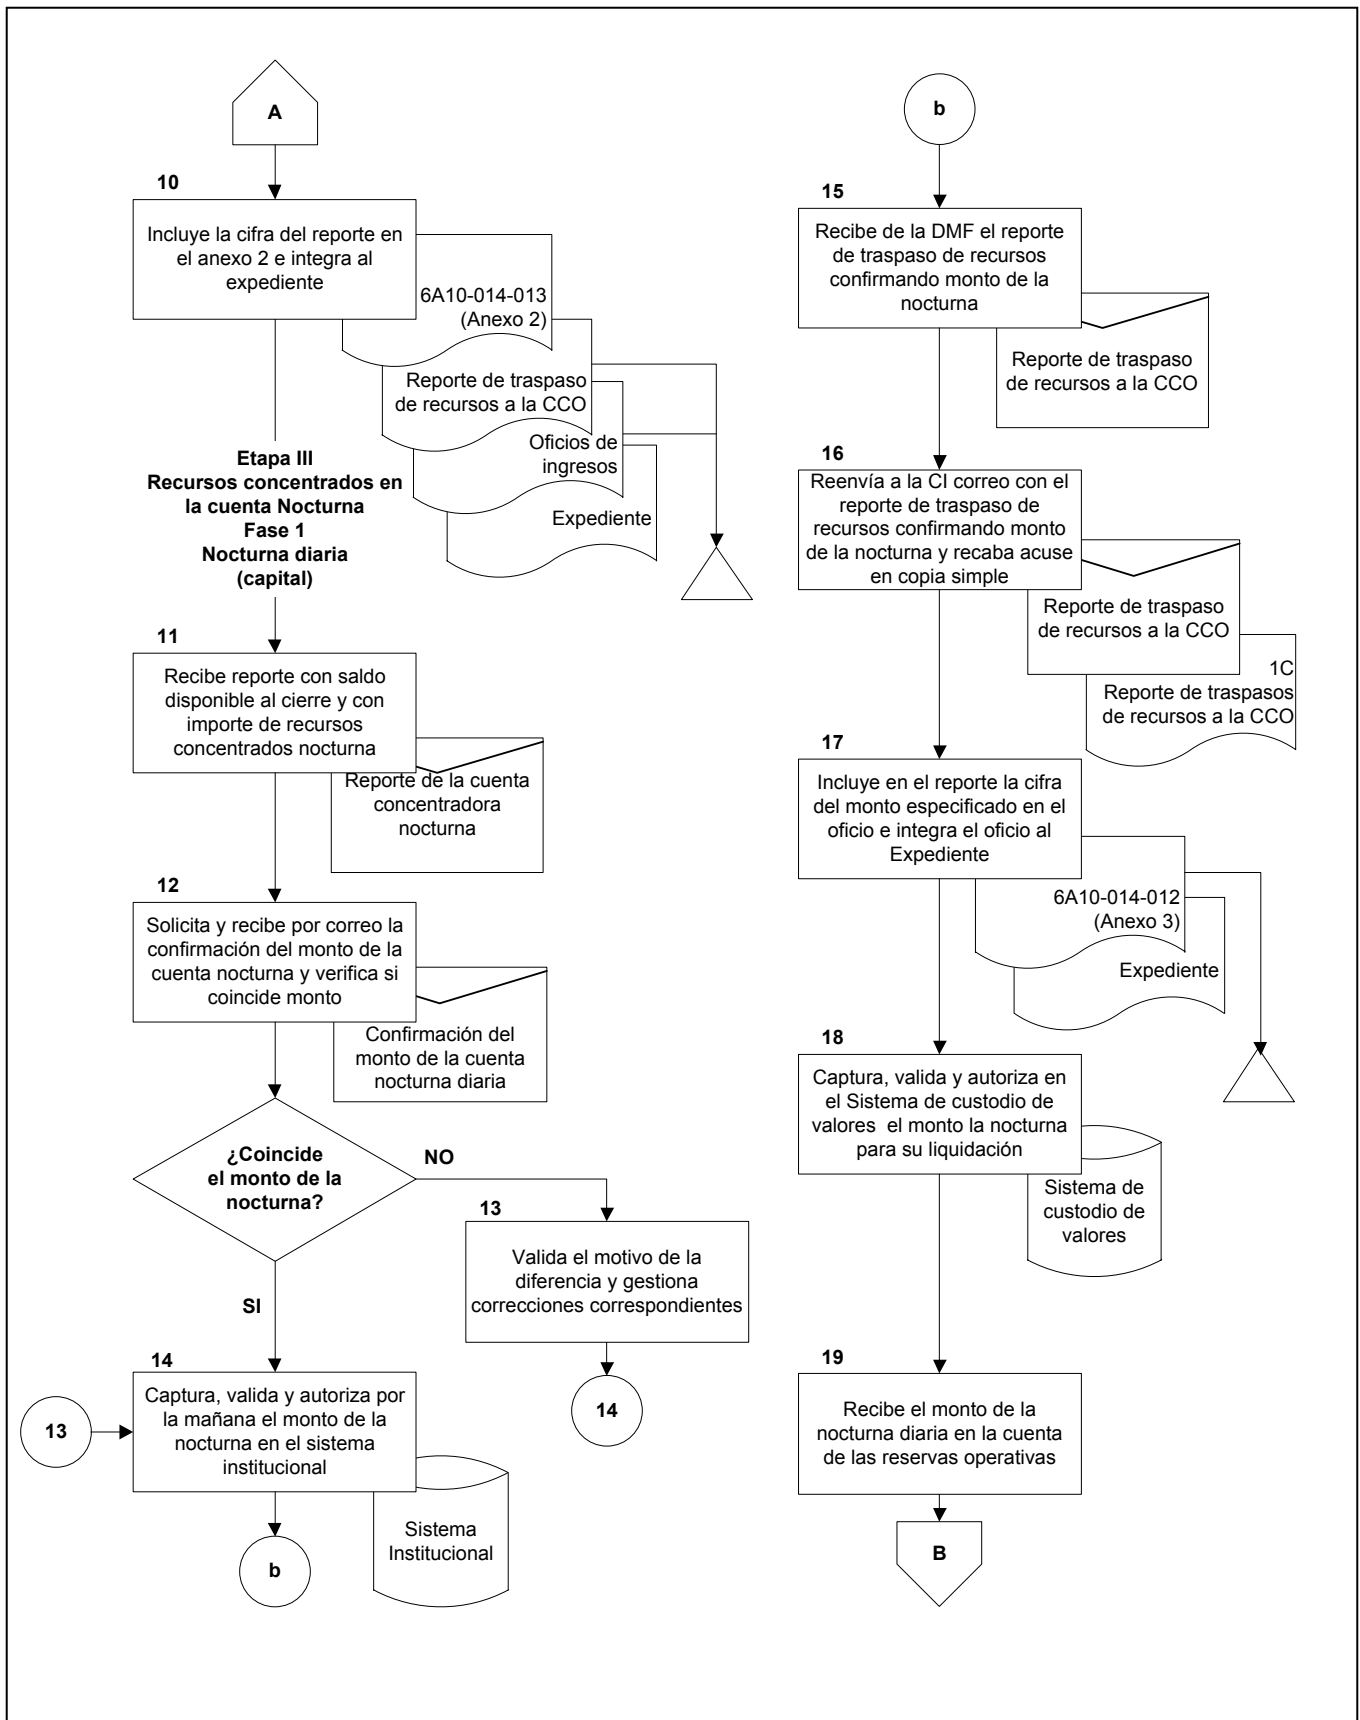 A
10
Incluye la cifra del reporte en
el anexo 2 e integra al
expediente
6A10-014-013
(Anexo 2)
Reporte de traspaso
de recursos a la CCO
Oficios de
ingresos
Expediente
Etapa III
Recursos concentrados en
la cuenta Nocturna
Fase 1
Nocturna diaria
(capital)
11
Recibe reporte con saldo
disponible al cierre y con
importe de recursos
concentrados nocturna
Reporte de la cuenta
concentradora
nocturna
12
Solicita y recibe por correo la
confirmación del monto de la
cuenta nocturna y verifica si
coincide monto
Confirmación del
monto de la cuenta
nocturna diaria
¿Coincide
el monto de la
nocturna?
NO
SI
13
Valida el motivo de la
diferencia y gestiona
correcciones correspondientes
14
14
Captura, valida y autoriza por
la mañana el monto de la
nocturna en el sistema
institucional
13
Sistema
Institucional
b
b
15
Recibe de la DMF el reporte
de traspaso de recursos
confirmando monto de la
nocturna
Reporte de traspaso
de recursos a la CCO
16
Reenvía a la CI correo con el
reporte de traspaso de
recursos confirmando monto
de la nocturna y recaba acuse
en copia simple
Reporte de traspaso
de recursos a la CCO
1C
Reporte de traspasos
de recursos a la CCO
17
Incluye en el reporte la cifra
del monto especificado en el
oficio e integra el oficio al
Expediente
6A10-014-012
(Anexo 3)
Expediente
18
Captura, valida y autoriza en
el Sistema de custodio de
valores el monto la nocturna
para su liquidación
Sistema de
custodio de
valores
19
Recibe el monto de la
nocturna diaria en la cuenta
de las reservas operativas
B